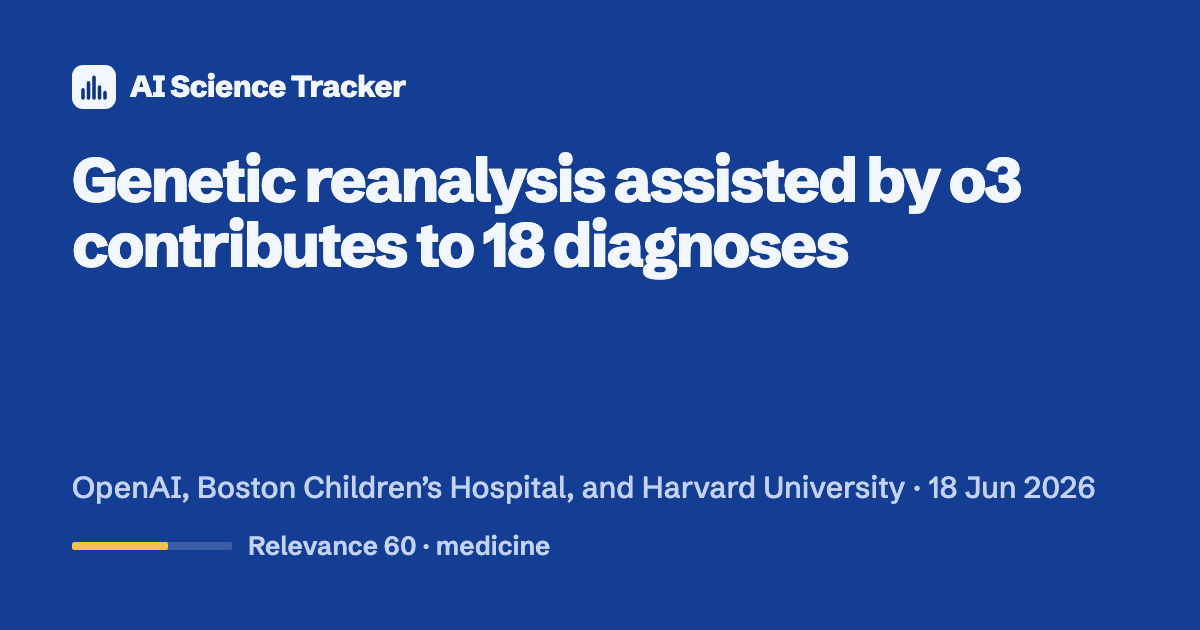 AI Science Tracker
Genetic reanalysis assisted by o3
contributes to 18 diagnoses
OpenAI, Boston Children’s Hospital, and Harvard University · 18 Jun 2026
Relevance 60 · medicine